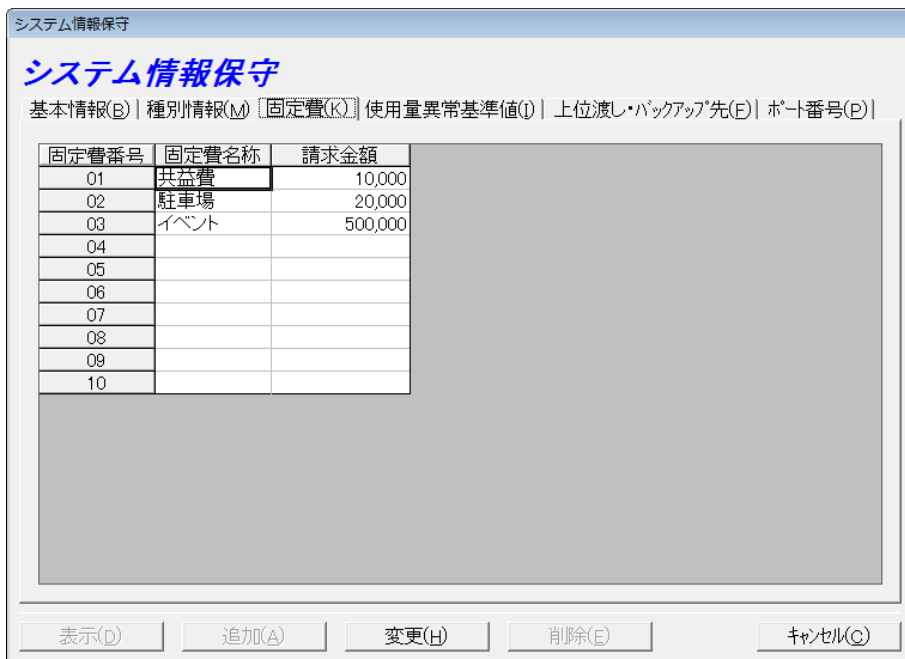 システム情報保守
システム情報保守
基本情報(B) 種別情報(M) 固定費(K) 使用量異常基準値(I) 上位渡し・ﾊﾞｯｸｱｯﾌﾟ先(F) ﾎﾟｰﾄ番号(P)
固定費番号 固定費名称 請求金額
01 共益費 10,000
02 駐車場 20,000
03 イベント 500,000
04
05
06
07
08
09
10
表示(D) 追加(A) 変更(H) 削除(E) ｷｬﾝｾﾙ(C)